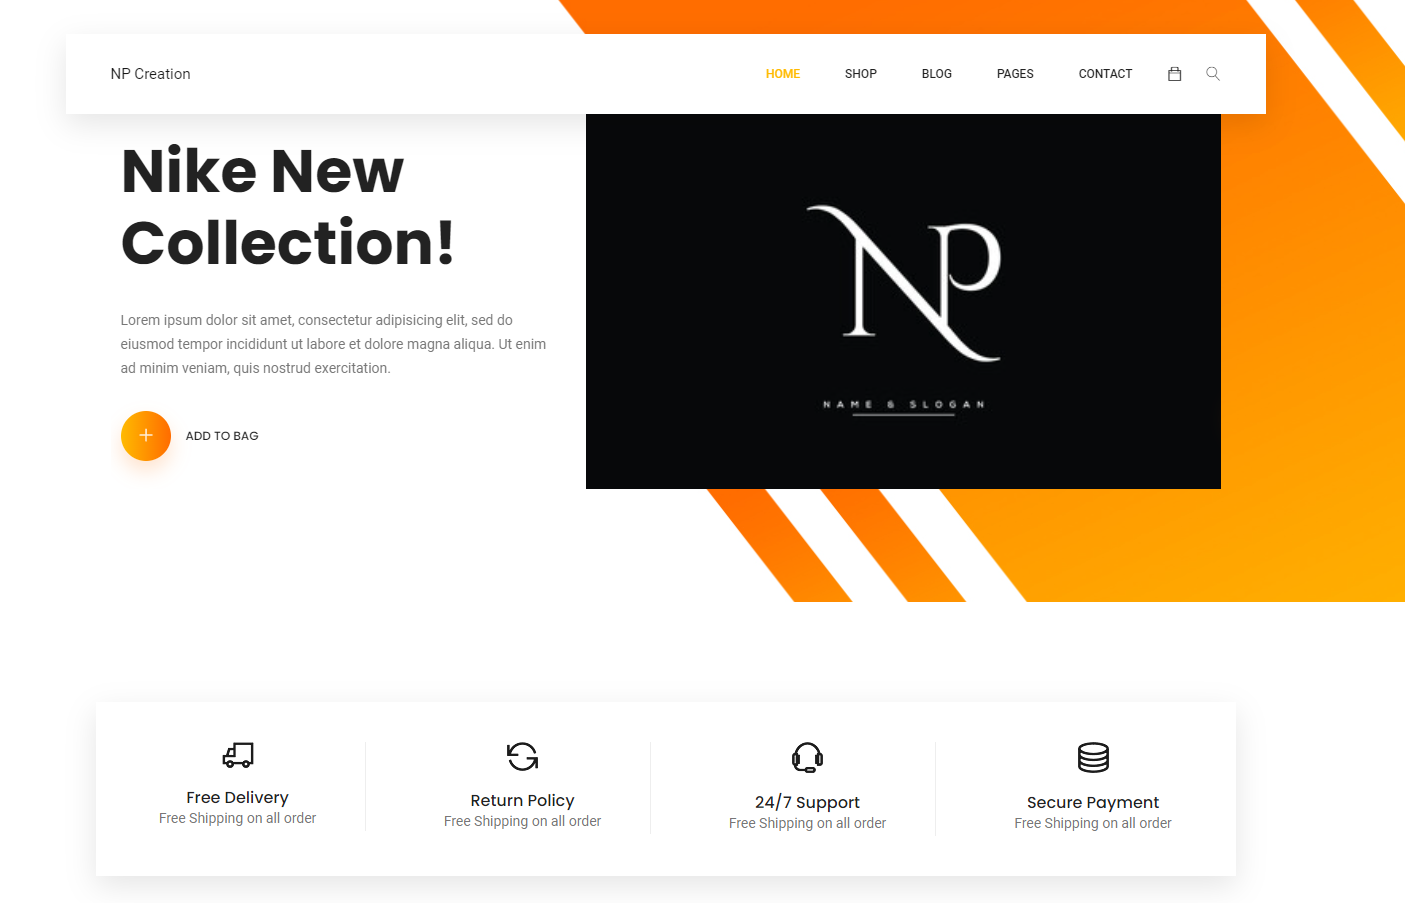 NP Creation
HOME
SHOP
BLOG
PAGES
CONTACT
Nike New
Collection!
Lorem ipsum dolor sit amet, consectetur adipisicing elit, sed do
eiusmod tempor incididunt ut labore et dolore magna aliqua. Ut enim
ad minim veniam, quis nostrud exercitation.
ADD TO BAG
NP
NAME & SLOGAN
Free Delivery
Free Shipping on all order
Return Policy
Free Shipping on all order
24/7 Support
Free Shipping on all order
Secure Payment
Free Shipping on all order